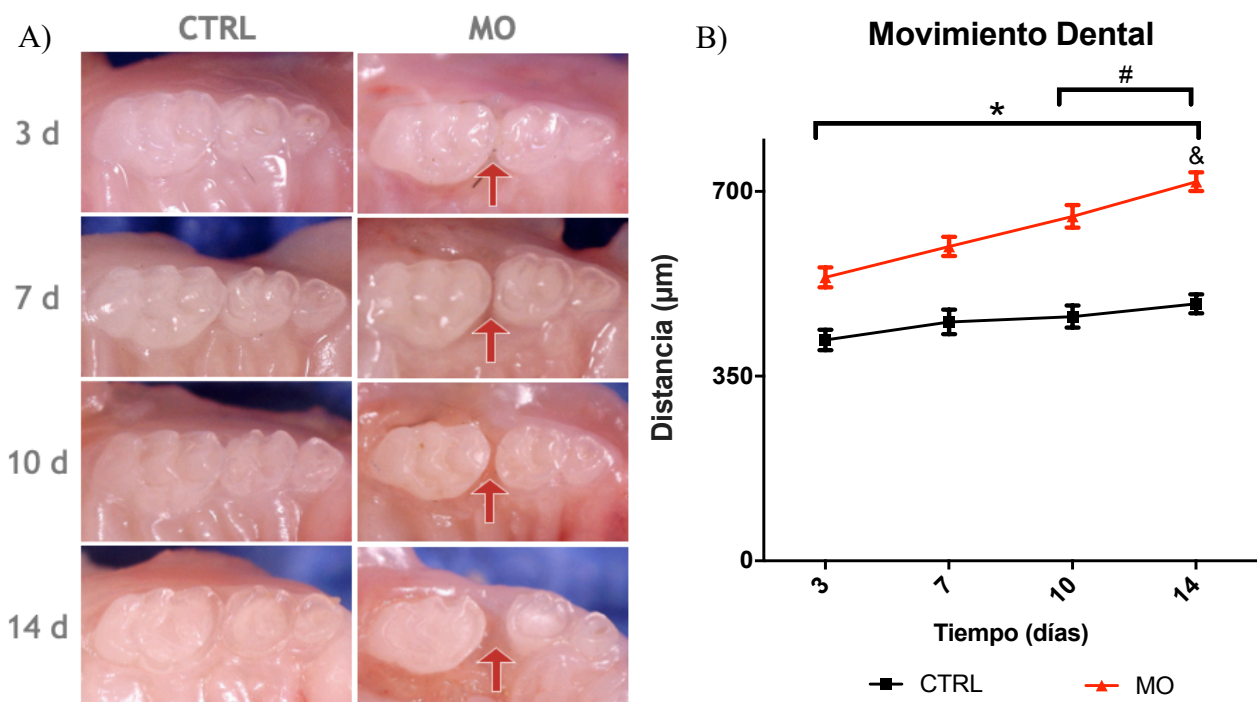 A)
CTRL
MO
3 d
7 d
10 d
14 d
B)
Movimiento Dental
#
*
&
700
350
0
Distancia (µm)
3
7
10
14
Tiempo (días)
CTRL
MO